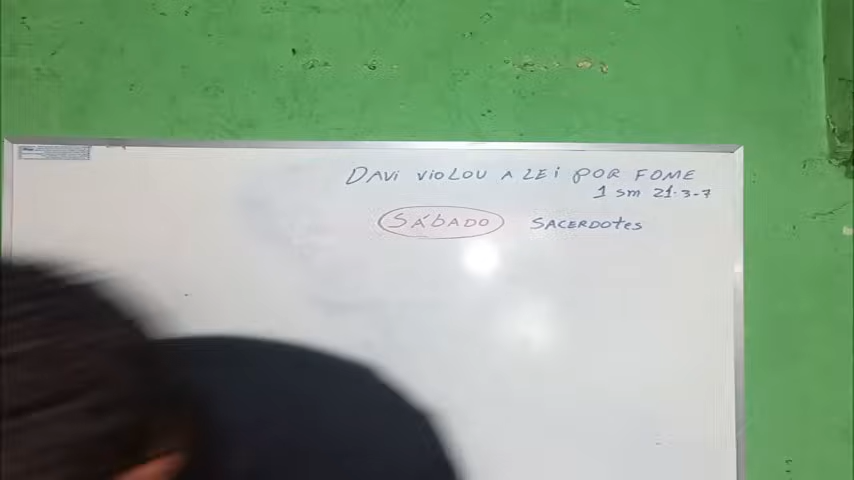 DAVI VIOLOU A LEI POR FOME
1 Sm 21.3-7
SÁBADO SACERDOTES